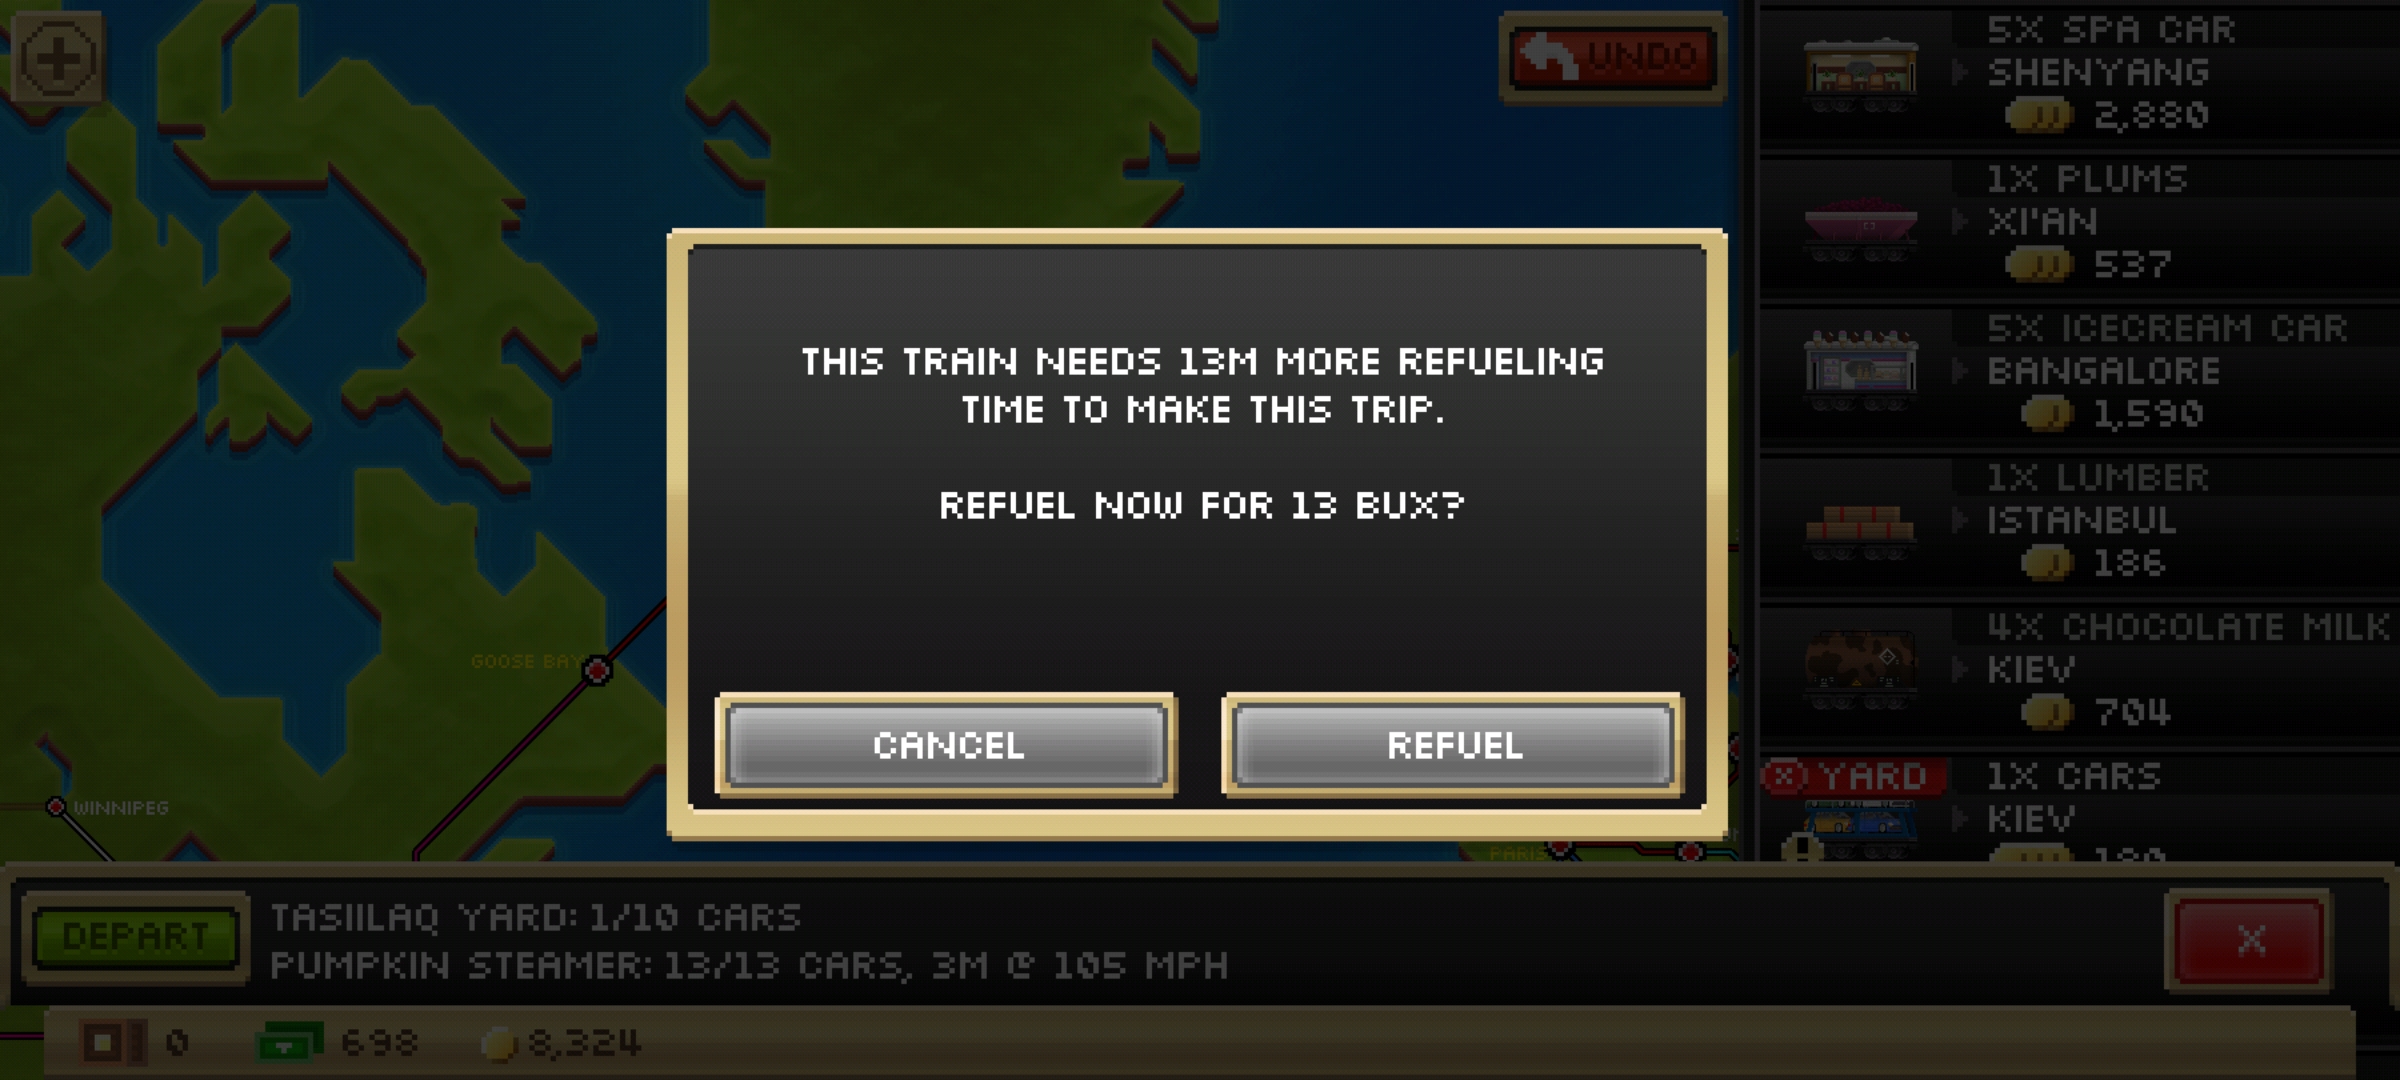 UNDO
5X SPA CAR
SHENYANG
2,880
1X PLUMS
XI'AN
537
5X ICECREAM CAR
BANGALORE
1,590
1X LUMBER
ISTANBUL
186
4X CHOCOLATE MILK
KIEV
704
YARD
1X CARS
KIEV
180
THIS TRAIN NEEDS 13M MORE REFUELING
TIME TO MAKE THIS TRIP.
REFUEL NOW FOR 13 BUX?
CANCEL
REFUEL
GOOSE BAY
WINNIPEG
PARIS
DEPART
TASIILAQ YARD: 1/10 CARS
PUMPKIN STEAMER: 13/13 CARS, 3M @ 105 MPH
X
0
698
8,324